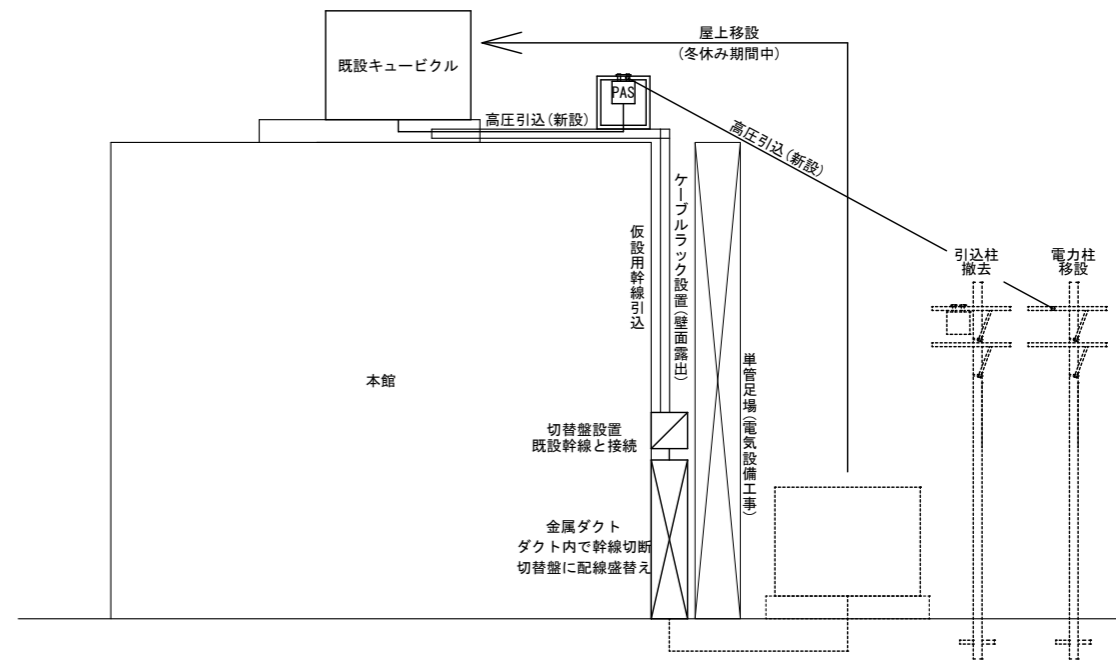 屋上移設
(冬休み期間中)
既設キュービクル
PAS
高圧引込(新設)
高圧引込(新設)
ケーブルラック設置(壁面露出)
仮設用幹線引込
引込柱
撤去
電力柱
移設
本館
単管足場(電気設備工事)
切替盤設置
既設幹線と接続
金属ダクト
ダクト内で幹線切断
切替盤に配線盛替え